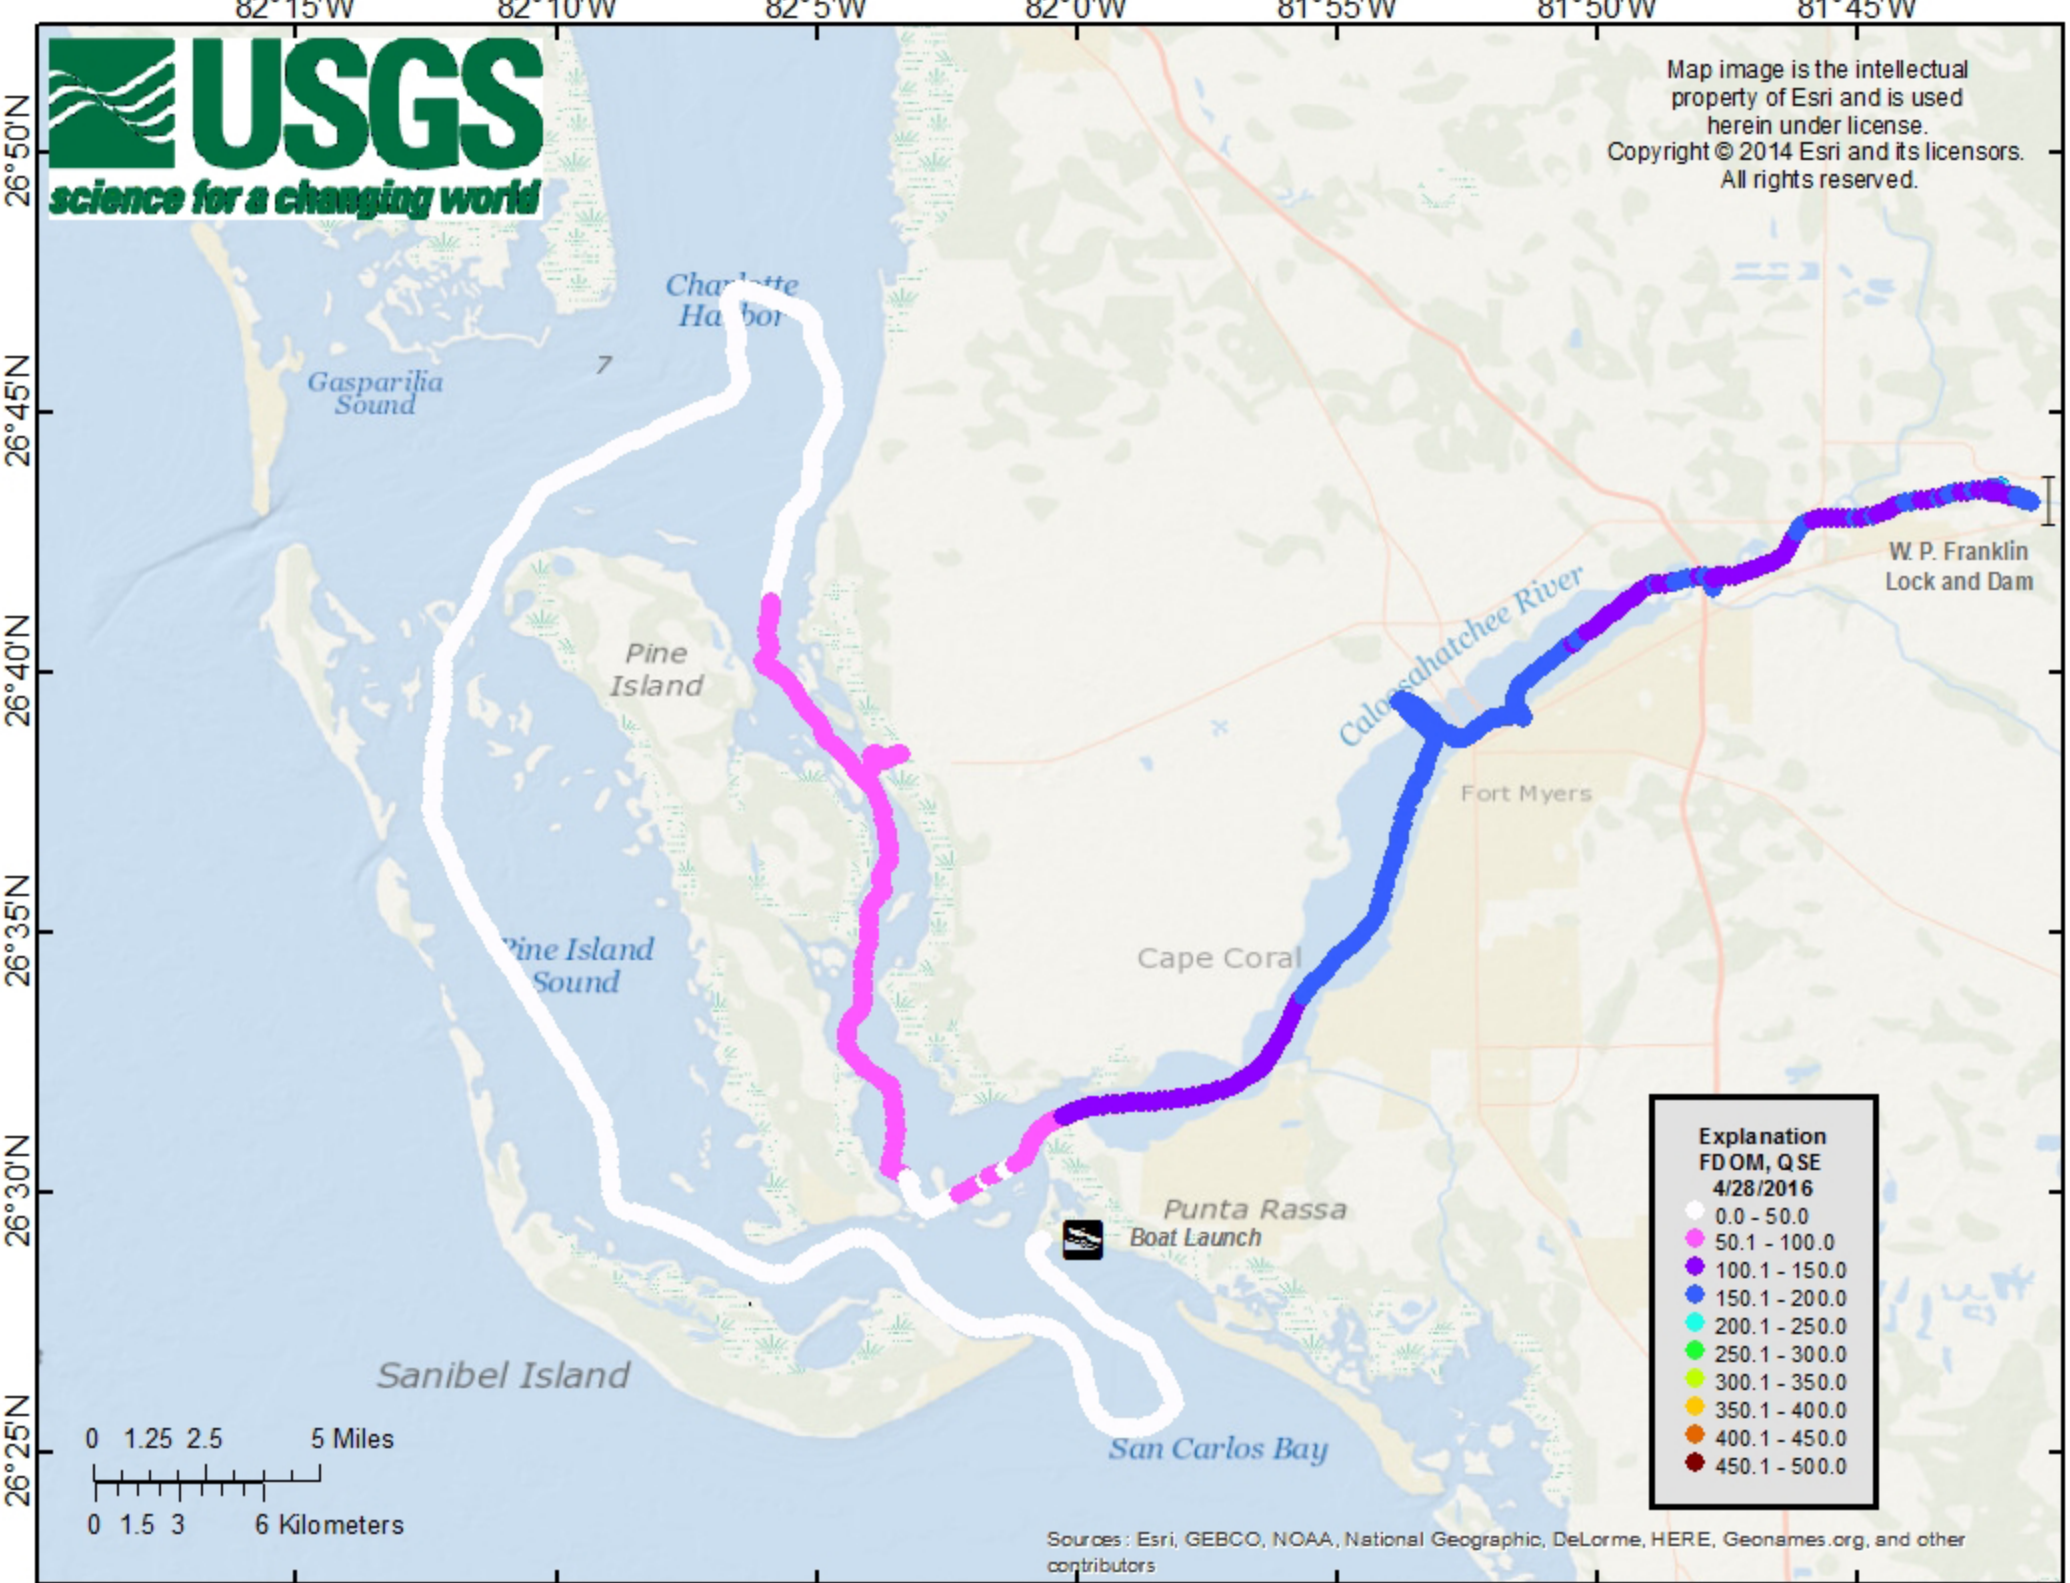 82°15'W 82°10'W 82°5'W 82°0'W 81°55'W 81°50'W 81°45'W
USGS
science for a changing world
Map image is the intellectual
property of Esri and is used
herein under license.
Copyright © 2014 Esri and its licensors.
All rights reserved.
26°50'N
Charlotte
Harbor
7
26°45'N
Gasparilia
Sound
W. P. Franklin
Lock and Dam
Caloosahatchee River
26°40'N
Pine
Island
Fort Myers
26°35'N
Pine Island
Sound
Cape Coral
26°30'N
Punta Rassa
Boat Launch
Sanibel Island
26°25'N
San Carlos Bay
0 1.25 2.5 5 Miles
0 1.5 3 6 Kilometers
Explanation
FDOM, QSE
4/28/2016
0.0 - 50.0
50.1 - 100.0
100.1 - 150.0
150.1 - 200.0
200.1 - 250.0
250.1 - 300.0
300.1 - 350.0
350.1 - 400.0
400.1 - 450.0
450.1 - 500.0
Sources: Esri, GEBCO, NOAA, National Geographic, DeLorme, HERE, Geonames.org, and other
contributors